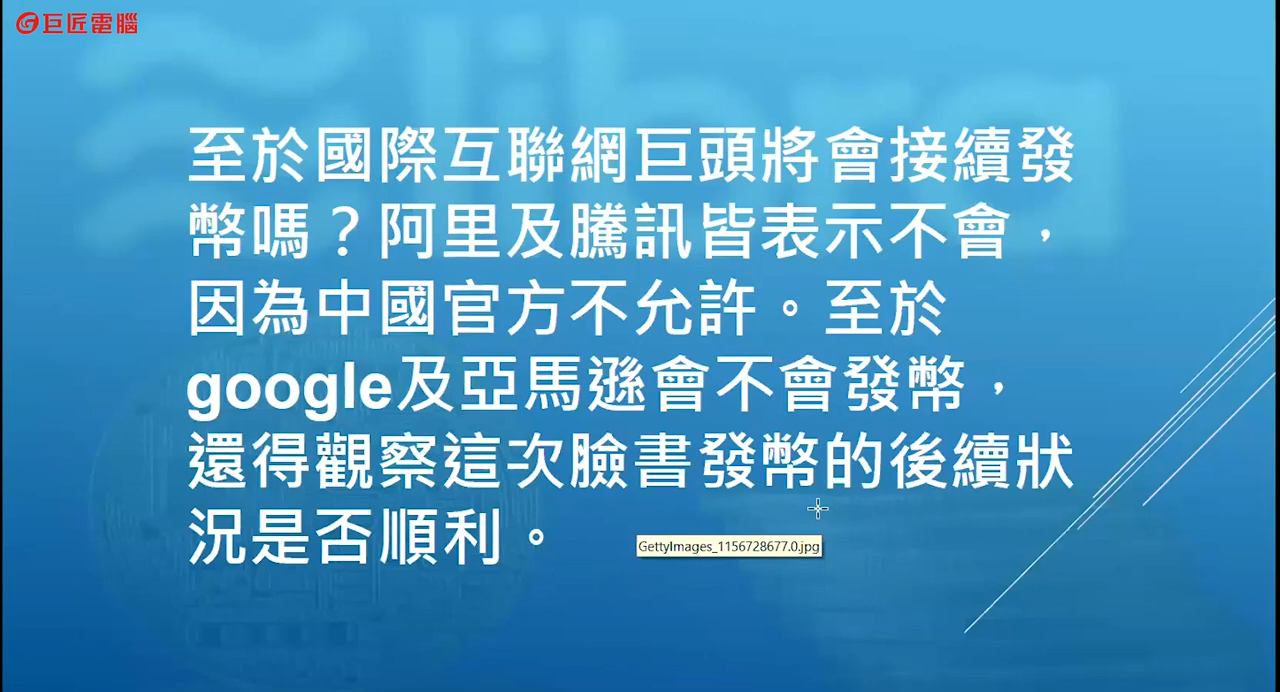 巨匠電腦
libra
至於國際互聯網巨頭將會接續發
幣嗎？阿里及騰訊皆表示不會，
因為中國官方不允許。至於
google及亞馬遜會不會發幣，
還得觀察這次臉書發幣的後續狀
況是否順利。
GettyImages_1156728677.0.jpg